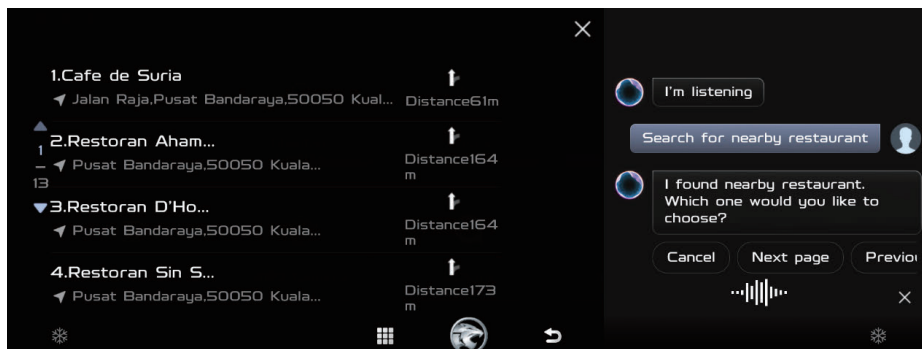 1.Cafe de Suria
Jalan Raja,Pusat Bandaraya,50050 Kual...
Distance61m
2.Restoran Aham...
Pusat Bandaraya,50050 Kuala...
Distance164
m
3.Restoran D'Ho...
Pusat Bandaraya,50050 Kuala...
Distance164
m
4.Restoran Sin S...
Pusat Bandaraya,50050 Kuala...
Distance173
m
1
13
I'm listening
Search for nearby restaurant
I found nearby restaurant.
Which one would you like to
choose?
Cancel
Next page
Previou